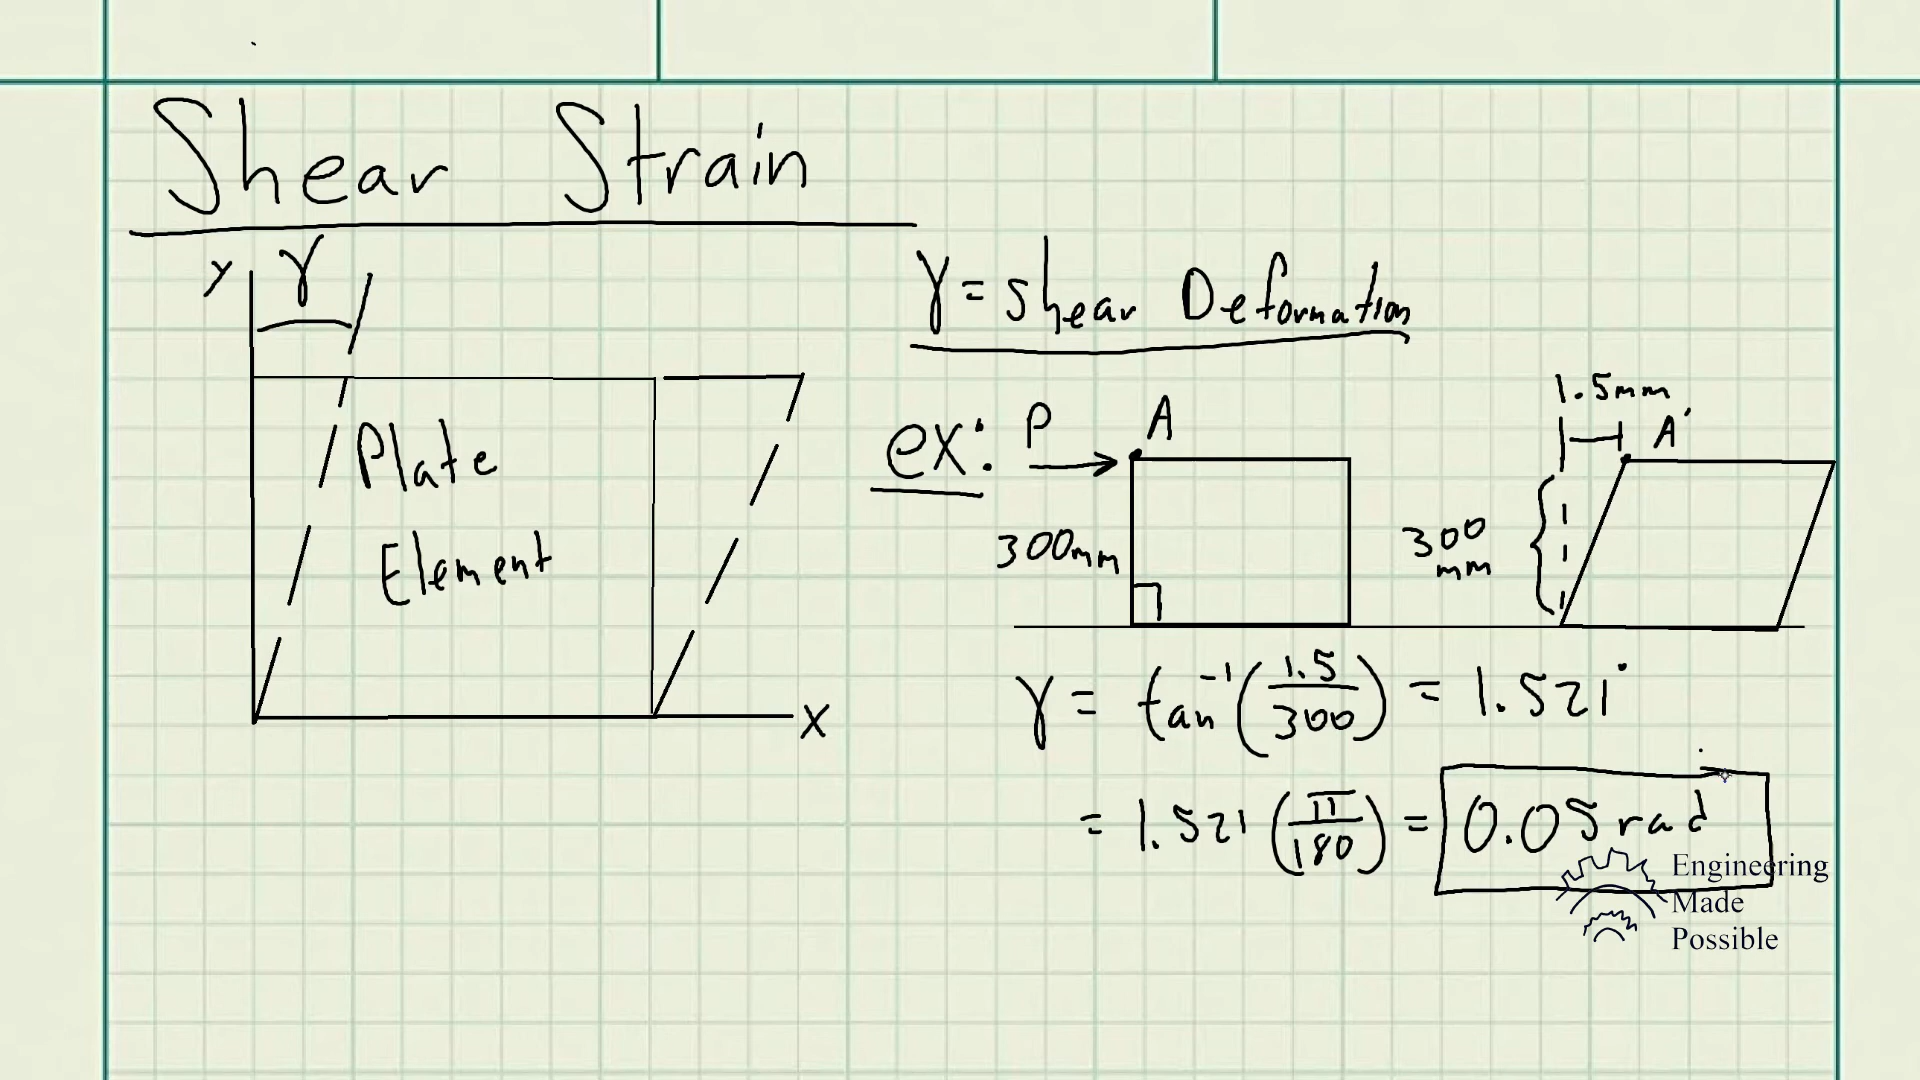 Shear Strain
y γ
γ = shear Deformation
Plate
Element
x
ex: P A
300mm
1.5mm
A'
300
mm
γ = tan⁻¹(1.5/300) = 1.521°
= 1.521 (π/180) = 0.05 rad
Engineering
Made
Possible